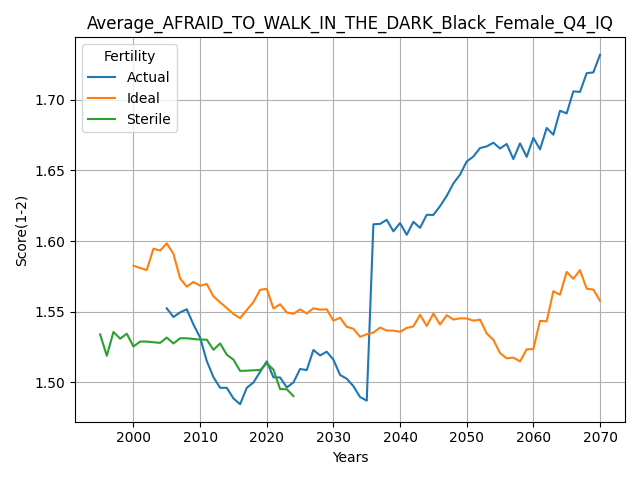 Average_AFRAID_TO_WALK_IN_THE_DARK_Black_Female_Q4_IQ
Fertility
Actual
Ideal
Sterile
Score(1-2)
1.70
1.65
1.60
1.55
1.50
2000 2010 2020 2030 2040 2050 2060 2070
Years